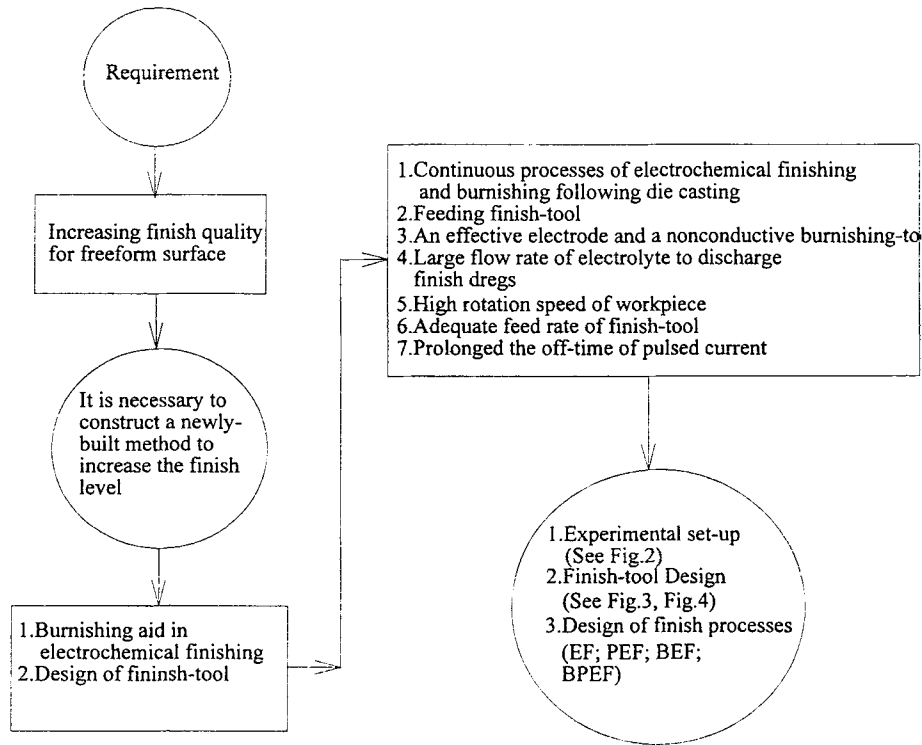 Requirement
Increasing finish quality
for freeform surface
It is necessary to
construct a newly-
built method to
increase the finish
level
1.Burnishing aid in
electrochemical finishing
2.Design of fininsh-tool
1.Continuous processes of electrochemical finishing
and burnishing following die casting
2.Feeding finish-tool
3.An effective electrode and a nonconductive burnishing-to
4.Large flow rate of electrolyte to discharge
finish dregs
5.High rotation speed of workpiece
6.Adequate feed rate of finish-tool
7.Prolonged the off-time of pulsed current
1.Experimental set-up
(See Fig.2)
2.Finish-tool Design
(See Fig.3, Fig.4)
3.Design of finish processes
(EF; PEF; BEF;
BPEF)